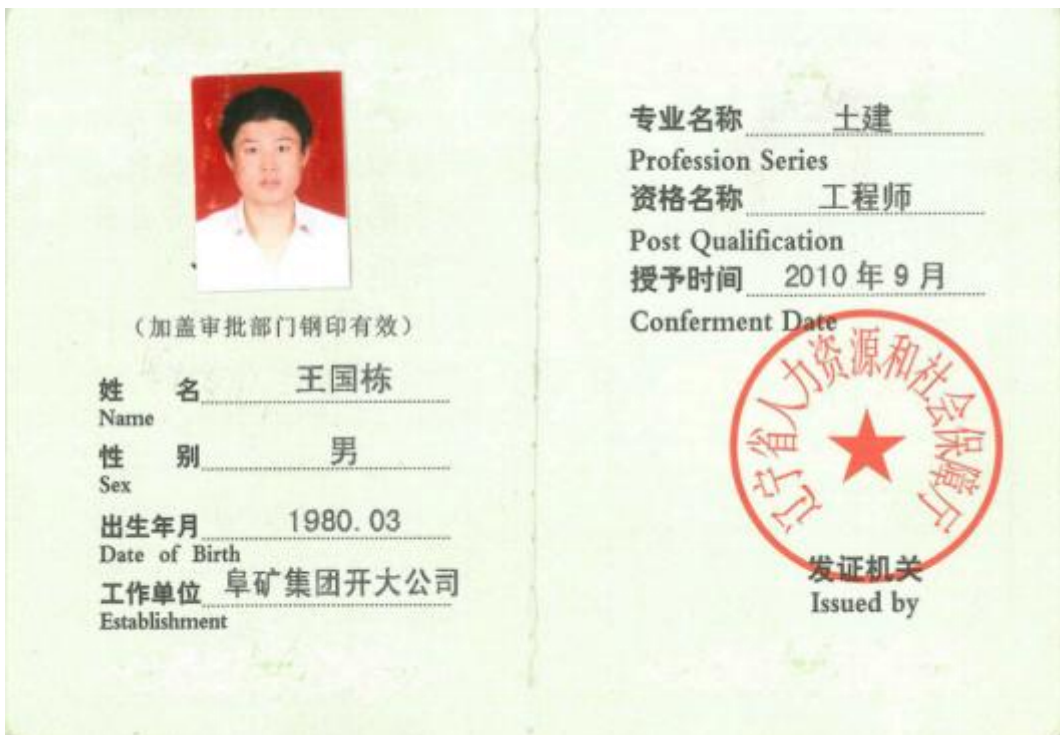 (加盖审批部门钢印有效)
姓 名 王国栋
Name
性 别 男
Sex
出生年月 1980.03
Date of Birth
工作单位 阜矿集团开大公司
Establishment
专业名称 土建
Profession Series
资格名称 工程师
Post Qualification
授予时间 2010年9月
Conferment Date
辽宁省人力资源和社会保障厅
发证机关
Issued by